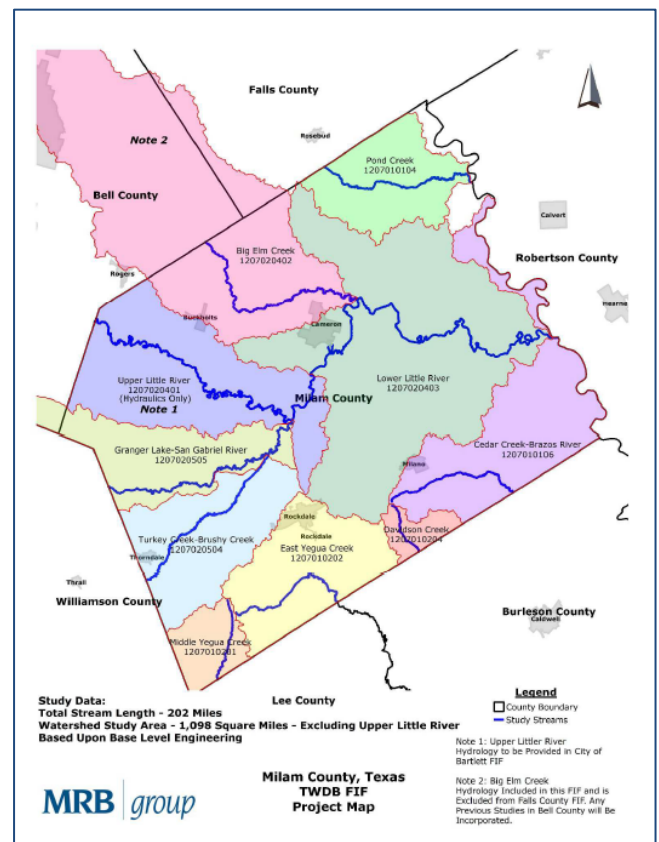 Falls County
Note 2
Rosebud
Pond Creek
1207010104
Bell County
Calvert
Big Elm Creek
1207020402
Robertson County
Rogers
Hearne
Buckholts
Cameron
Upper Little River
1207020401
(Hydraulics Only)
Note 1
Lower Little River
1207020403
Milam County
Cedar Creek-Brazos River
1207010106
Granger Lake-San Gabriel River
1207020505
Milano
Rockdale
Davidson Creek
1202010204
Turkey Creek-Brushy Creek
1207020504
Rockdale
East Yegua Creek
1207010202
Thorndale
Thrall
Williamson County
Burleson County
Caldwell
Middle Yegua Creek
1207010201
Study Data:
Total Stream Length - 202 Miles
Watershed Study Area - 1,098 Square Miles - Excluding Upper Little River
Based Upon Base Level Engineering
Lee County
Legend
County Boundary
Study Streams
Note 1: Upper Littler River
Hydrology to be Provided in City of
Bartlett FIF
Note 2: Big Elm Creek
Hydrology Included in this FIF and is
Excluded from Falls County FIF. Any
Previous Studies in Bell County will Be
Incorporated.
Milam County, Texas
TWDB FIF
Project Map
MRB group